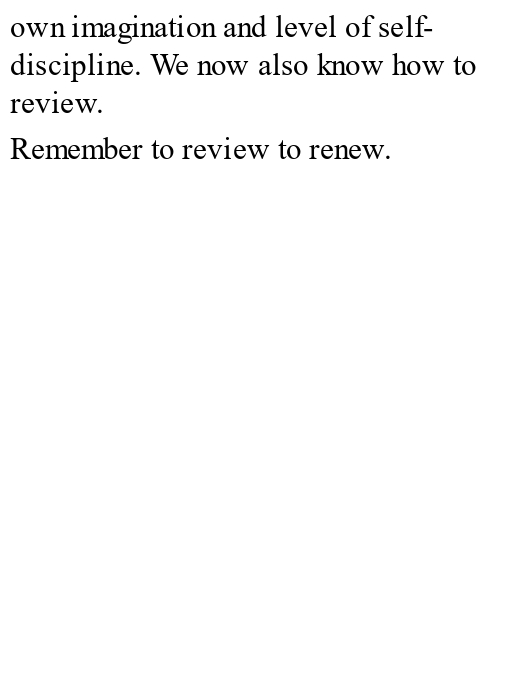 own imagination and level of self-
discipline. We now also know how to
review.
Remember to review to renew.